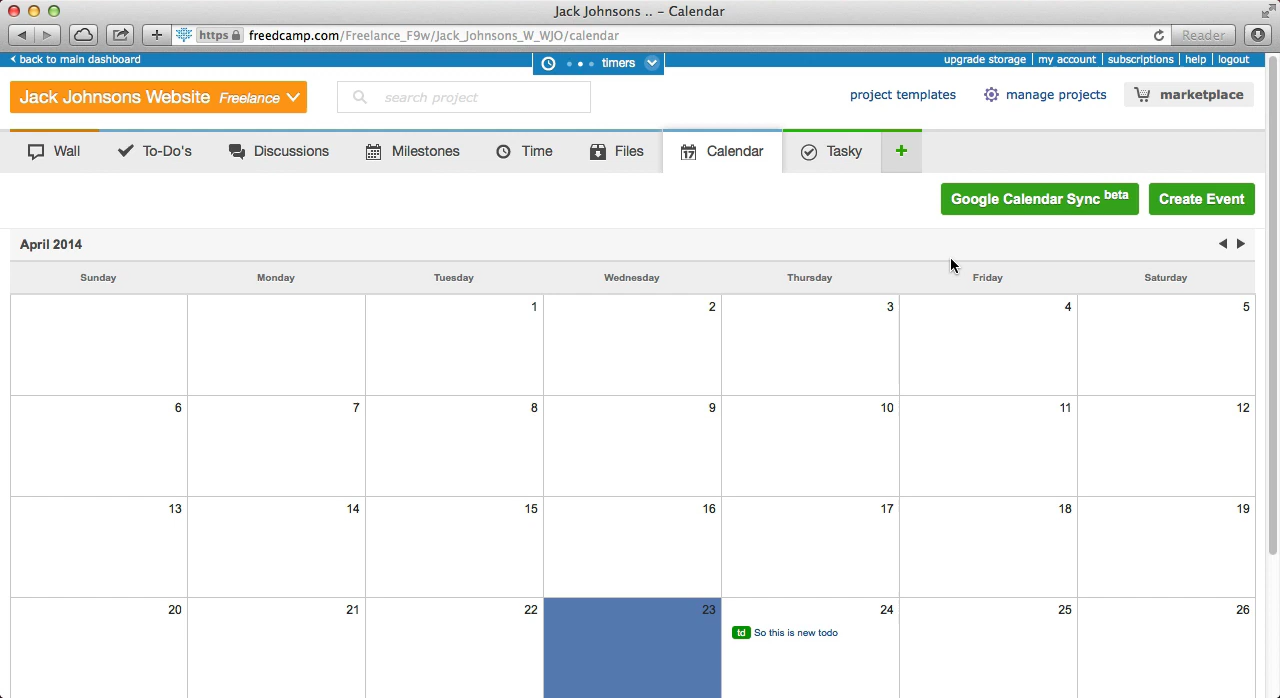 Jack Johnsons .. – Calendar
https freedcamp.com/Freelance_F9w/Jack_Johnsons_W_WJO/calendar Reader
back to main dashboard timers upgrade storage my account subscriptions help logout
Jack Johnsons Website Freelance search project project templates manage projects marketplace
Wall To-Do's Discussions Milestones Time Files 17 Calendar Tasky +
Google Calendar Sync beta Create Event
April 2014
Sunday Monday Tuesday Wednesday Thursday Friday Saturday
1 2 3 4 5
6 7 8 9 10 11 12
13 14 15 16 17 18 19
20 21 22 23 24 25 26
td So this is new todo